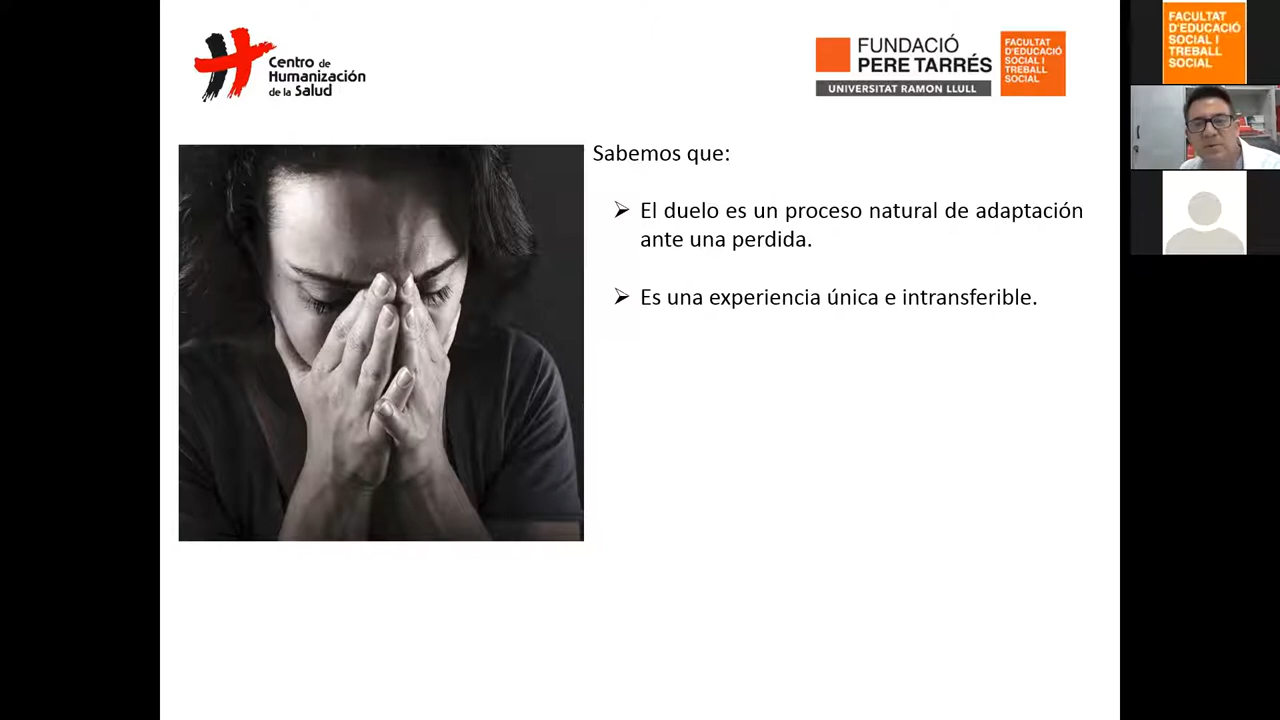 Centro de
Humanización
de la Salud
FUNDACIÓ
PERE TARRÉS
UNIVERSITAT RAMON LLULL
FACULTAT
D'EDUCACIÓ
SOCIAL I
TREBALL
SOCIAL
FACULTAT
D'EDUCACIÓ
SOCIAL I
TREBALL
SOCIAL
Sabemos que:
El duelo es un proceso natural de adaptación
ante una perdida.
Es una experiencia única e intransferible.